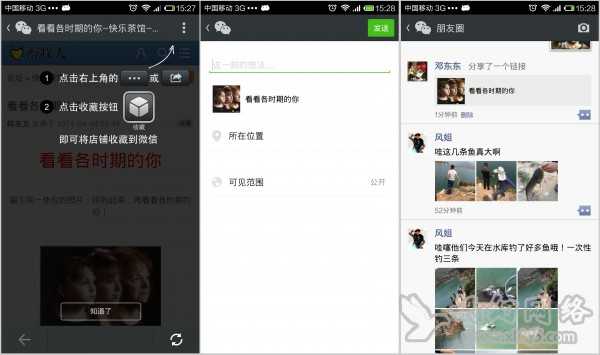 中国移动 3G 15:27
看看各时期的你–快乐茶馆–...
1 点击右上角的 ... 或
2 点击收藏按钮
收藏
即可将店铺收藏到微信
看看各时期的你
知道了
中国移动 3G 15:28
发送
这一刻的想法...
看看各时期的你
所在位置
可见范围 公开
中国移动 3G 15:28
朋友圈
邓东东 分享了一个链接
看看各时期的你
1分钟前 删除
风姐
哇这几条鱼真大啊
52分钟前
风姐
哇噻他们今天在水库钓了好多鱼哦！一次性
钓三条